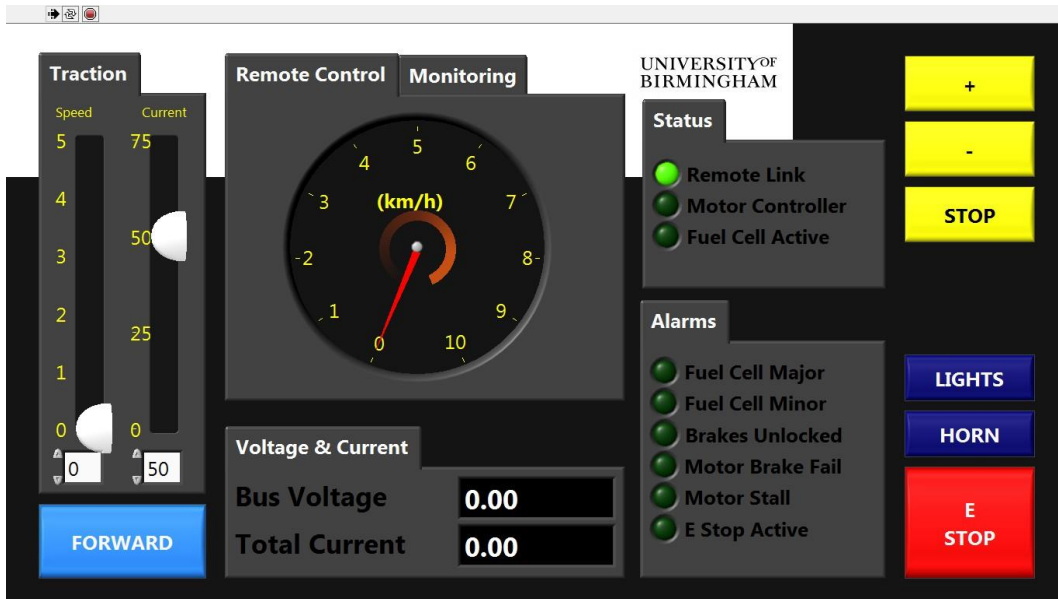 Traction
Speed
Current
5
4
3
2
1
0
75
50
25
0
0
50
FORWARD
Remote Control
Monitoring
(km/h)
0
1
2
3
4
5
6
7
8
9
10
Voltage & Current
Bus Voltage
0.00
Total Current
0.00
UNIVERSITYOF
BIRMINGHAM
Status
Remote Link
Motor Controller
Fuel Cell Active
Alarms
Fuel Cell Major
Fuel Cell Minor
Brakes Unlocked
Motor Brake Fail
Motor Stall
E Stop Active
+
-
STOP
LIGHTS
HORN
E
STOP